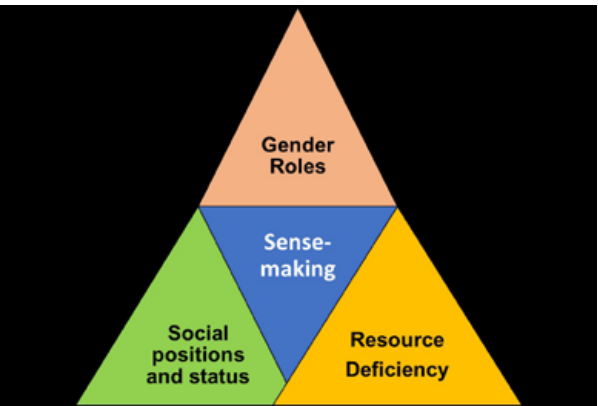 Gender
Roles
Sense-
making
Social
positions
and status
Resource
Deficiency